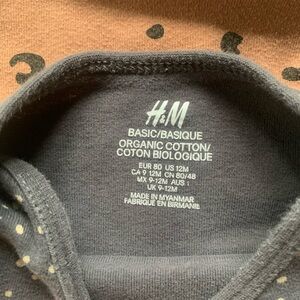 H&M
BASIC/BASIQUE
ORGANIC COTTON/
COTON BIOLOGIQUE
EUR 80 US 12M
CA 9 12M CN 80/48
MX 9-12M AUS 1
UK 9-12M
MADE IN MYANMAR
FABRIQUÉ EN BIRMANIE